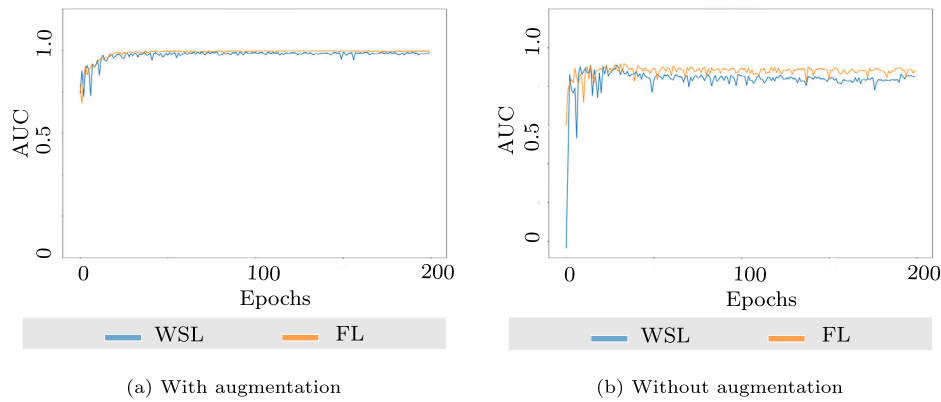 1.0
0.5
0
AUC
0 100 200
Epochs
WSL FL
(a) With augmentation
1.0
0.5
0
AUC
0 100 200
Epochs
WSL FL
(b) Without augmentation